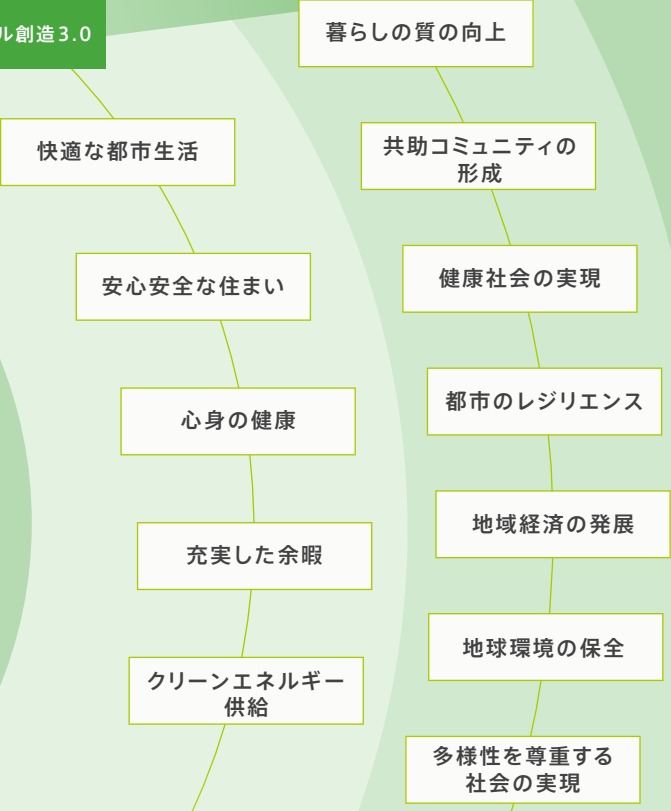 ル創造3.0
快適な都市生活
安心安全な住まい
心身の健康
充実した余暇
クリーンエネルギー
供給
暮らしの質の向上
共助コミュニティの
形成
健康社会の実現
都市のレジリエンス
地域経済の発展
地球環境の保全
多様性を尊重する
社会の実現